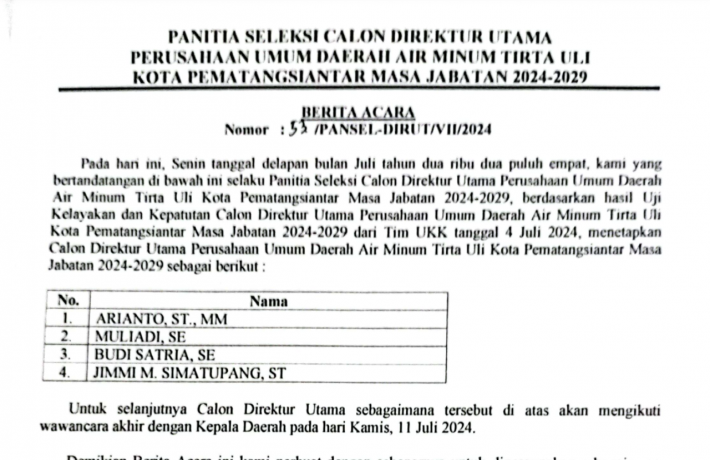 PANITIA SELEKSI CALON DIREKTUR UTAMA
PERUSAHAAN UMUM DAERAH AIR MINUM TIRTA ULI
KOTA PEMATANGSIANTAR MASA JABATAN 2024-2029
BERITA ACARA
Nomor : 53 /PANSEL-DIRUT/VII/2024
Pada hari ini, Senin tanggal delapan bulan Juli tahun dua ribu dua puluh empat, kami yang
bertandatangan di bawah ini selaku Panitia Seleksi Calon Direktur Utama Perusahaan Umum Daerah
Air Minum Tirta Uli Kota Pematangsiantar Masa Jabatan 2024-2029, berdasarkan hasil Uji
Kelayakan dan Kepatutan Calon Direktur Utama Perusahaan Umum Daerah Air Minum Tirta Uli
Kota Pematangsiantar Masa Jabatan 2024-2029 dari Tim UKK tanggal 4 Juli 2024, menetapkan
Calon Direktur Utama Perusahaan Umum Daerah Air Minum Tirta Uli Kota Pematangsiantar Masa
Jabatan 2024-2029 sebagai berikut :
No. Nama
1. ARIANTO, ST., MM
2. MULIADI, SE
3. BUDI SATRIA, SE
4. JIMMI M. SIMATUPANG, ST
Untuk selanjutnya Calon Direktur Utama sebagaimana tersebut di atas akan mengikuti
wawancara akhir dengan Kepala Daerah pada hari Kamis, 11 Juli 2024.